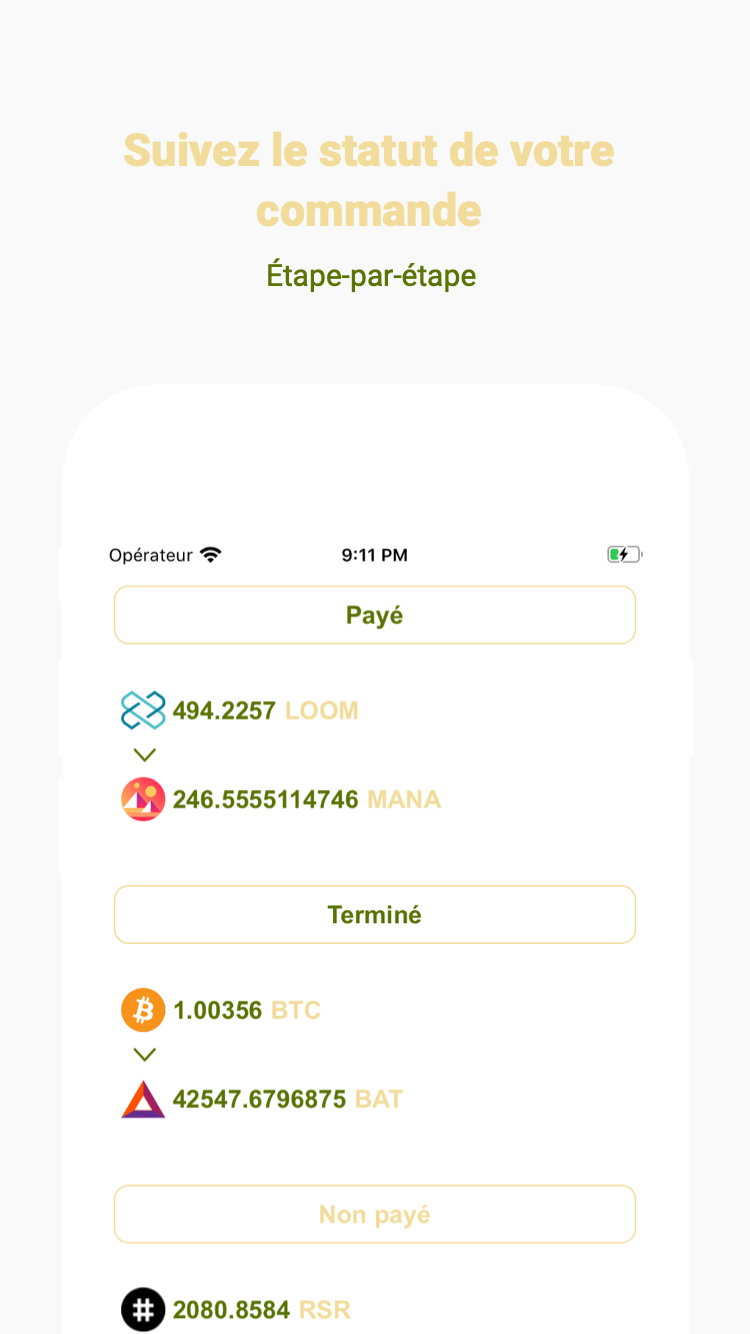 Suivez le statut de votre
commande
Étape-par-étape
Opérateur 9:11 PM
Payé
494.2257 LOOM
246.5555114746 MANA
Terminé
1.00356 BTC
42547.6796875 BAT
Non payé
2080.8584 RSR